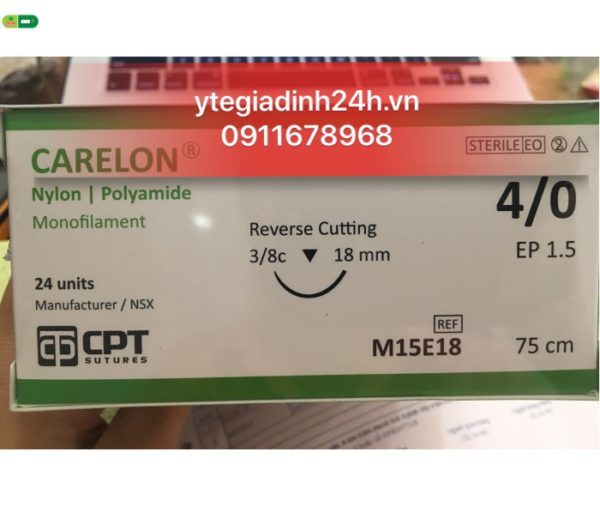 ytegiadinh24h.vn
0911678968
CARELON®
STERILE EO
Nylon | Polyamide
4/0
Monofilament
Reverse Cutting
EP 1.5
3/8c ▼ 18 mm
24 units
Manufacturer / NSX
REF
CPT
SUTURES
M15E18
75 cm